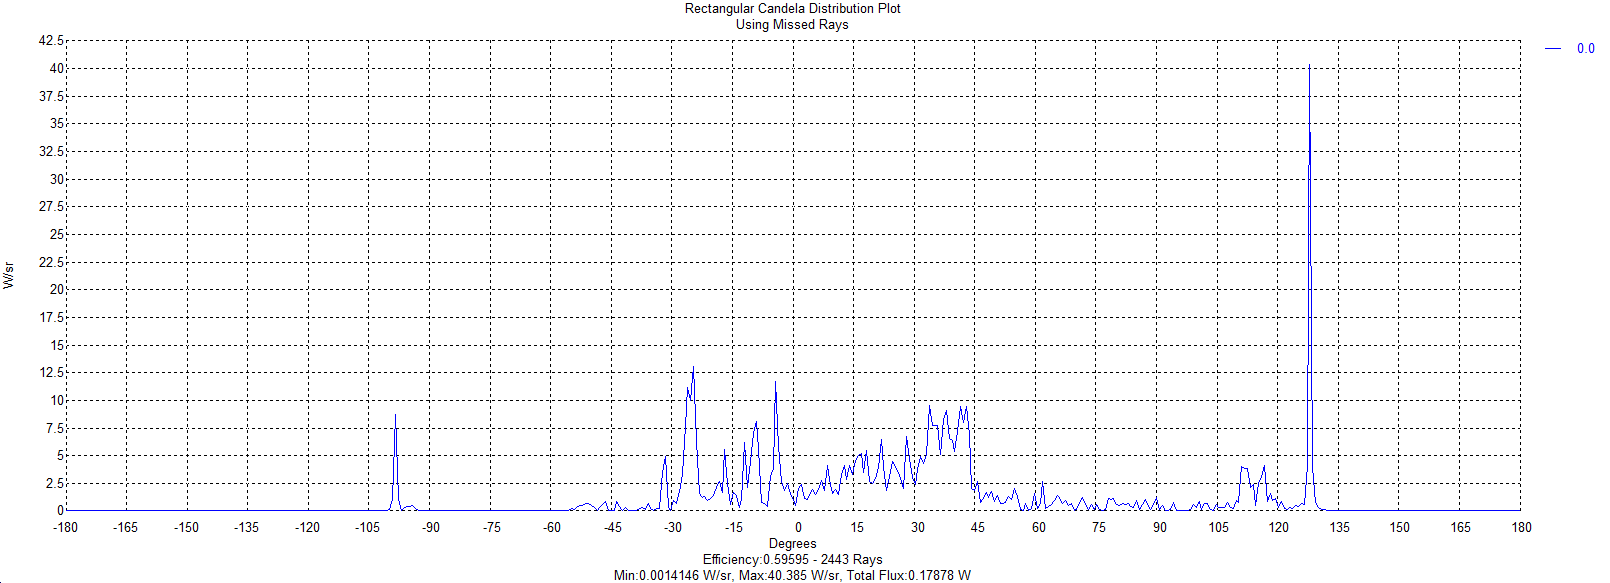 Rectangular Candela Distribution Plot
Using Missed Rays
0.0
42.5
40
37.5
35
32.5
30
27.5
25
22.5
20
17.5
15
12.5
10
7.5
5
2.5
0
W/sr
-180 -165 -150 -135 -120 -105 -90 -75 -60 -45 -30 -15 0 15 30 45 60 75 90 105 120 135 150 165 180
Degrees
Efficiency:0.59595 - 2443 Rays
Min:0.0014146 W/sr, Max:40.385 W/sr, Total Flux:0.17878 W